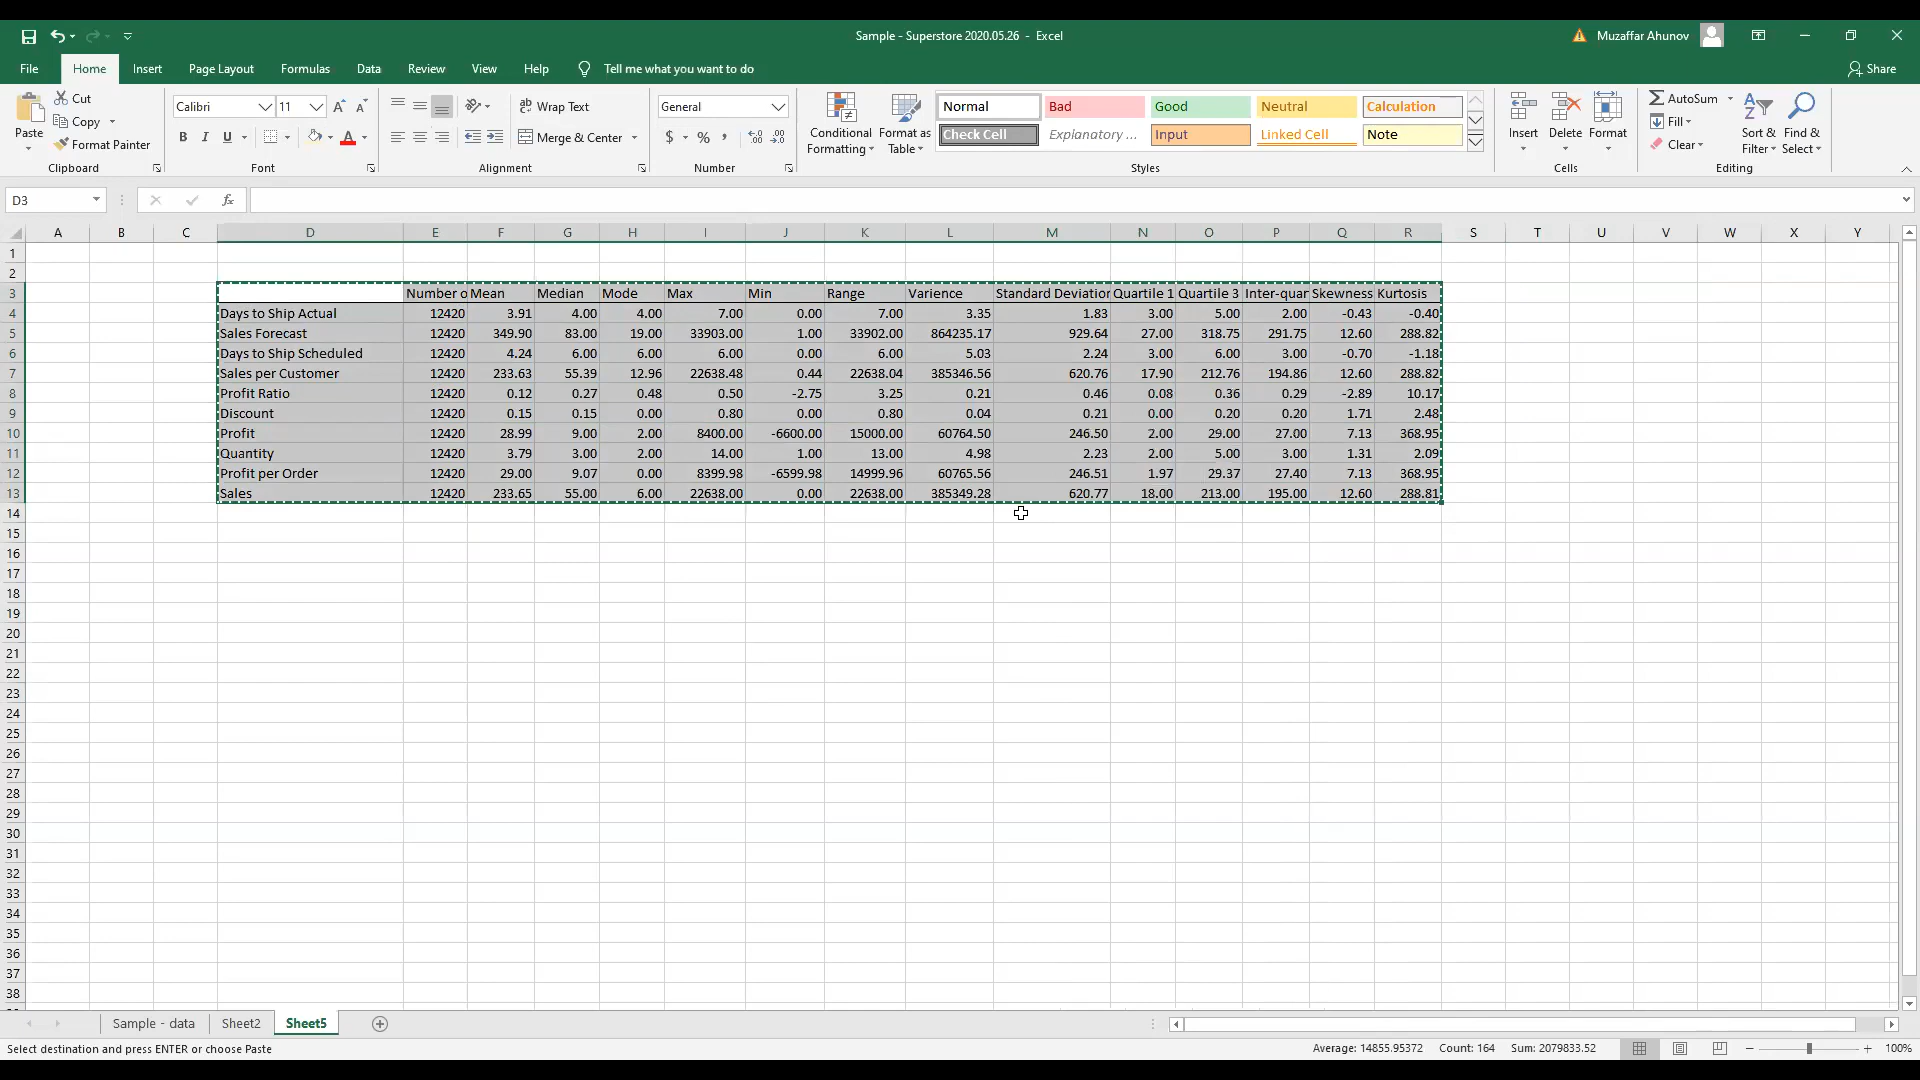 Sample - Superstore 2020.05.26 - Excel
Muzaffar Ahunov
File Home Insert Page Layout Formulas Data Review View Help Tell me what you want to do Share
Paste
Cut
Copy
Format Painter
Clipboard
Calibri 11
B I U
Font
Wrap Text
Merge & Center
Alignment
General
$ %
Number
Conditional Formatting
Format as Table
Normal Bad Good Neutral Calculation
Check Cell Explanatory ... Input Linked Cell Note
Styles
Insert Delete Format
Cells
AutoSum
Fill
Clear
Sort & Filter
Find & Select
Editing
D3 fx
A B C D E F G H I J K L M N O P Q R S T U V W X Y
1
2
3 Number o Mean Median Mode Max Min Range Varience Standard Deviation Quartile 1 Quartile 3 Inter-quar Skewness Kurtosis
4 Days to Ship Actual 12420 3.91 4.00 4.00 7.00 0.00 7.00 3.35 1.83 3.00 5.00 2.00 -0.43 -0.40
5 Sales Forecast 12420 349.90 83.00 19.00 33903.00 1.00 33902.00 864235.17 929.64 27.00 318.75 291.75 12.60 288.82
6 Days to Ship Scheduled 12420 4.24 6.00 6.00 6.00 0.00 6.00 5.03 2.24 3.00 6.00 3.00 -0.70 -1.18
7 Sales per Customer 12420 233.63 55.39 12.96 22638.48 0.44 22638.04 385346.56 620.76 17.90 212.76 194.86 12.60 288.82
8 Profit Ratio 12420 0.12 0.27 0.48 0.50 -2.75 3.25 0.21 0.46 0.08 0.36 0.29 -2.89 10.17
9 Discount 12420 0.15 0.15 0.00 0.80 0.00 0.80 0.04 0.21 0.00 0.20 0.20 1.71 2.48
10 Profit 12420 28.99 9.00 2.00 8400.00 -6600.00 15000.00 60764.50 246.50 2.00 29.00 27.00 7.13 368.95
11 Quantity 12420 3.79 3.00 2.00 14.00 1.00 13.00 4.98 2.23 2.00 5.00 3.00 1.31 2.09
12 Profit per Order 12420 29.00 9.07 0.00 8399.98 -6599.98 14999.96 60765.56 246.51 1.97 29.37 27.40 7.13 368.95
13 Sales 12420 233.65 55.00 6.00 22638.00 0.00 22638.00 385349.28 620.77 18.00 213.00 195.00 12.60 288.81
14
15
16
17
18
19
20
21
22
23
24
25
26
27
28
29
30
31
32
33
34
35
36
37
38
Sample - data Sheet2 Sheet5
Select destination and press ENTER or choose Paste Average: 14855.95372 Count: 164 Sum: 2079833.52 100%